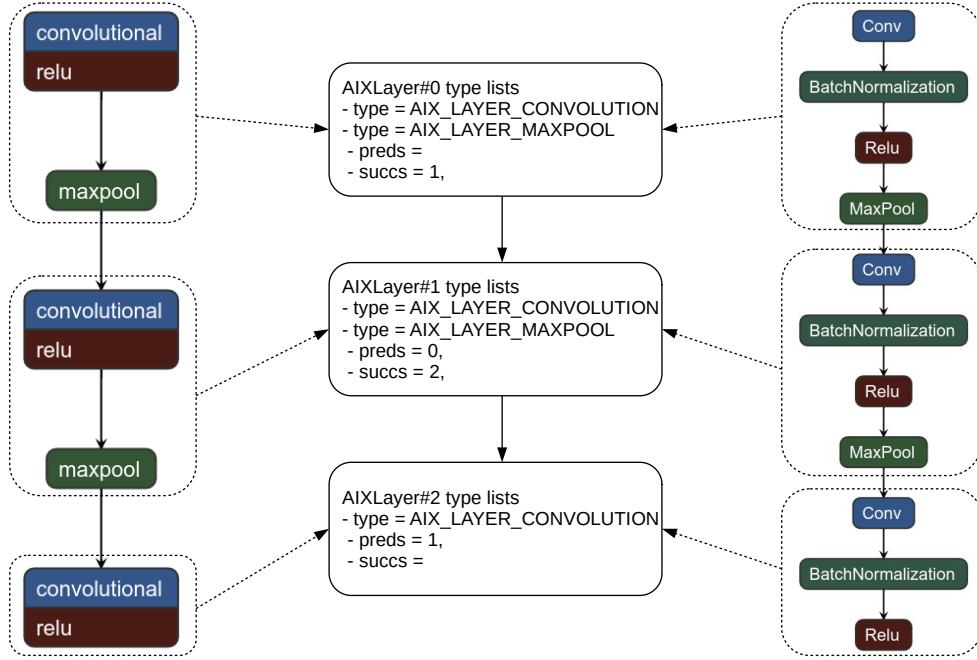 convolutional
relu
maxpool
convolutional
relu
maxpool
convolutional
relu
AIXLayer#0 type lists
- type = AIX_LAYER_CONVOLUTION
- type = AIX_LAYER_MAXPOOL
- preds =
- succs = 1,
AIXLayer#1 type lists
- type = AIX_LAYER_CONVOLUTION
- type = AIX_LAYER_MAXPOOL
- preds = 0,
- succs = 2,
AIXLayer#2 type lists
- type = AIX_LAYER_CONVOLUTION
- preds = 1,
- succs =
Conv
BatchNormalization
Relu
MaxPool
Conv
BatchNormalization
Relu
MaxPool
Conv
BatchNormalization
Relu